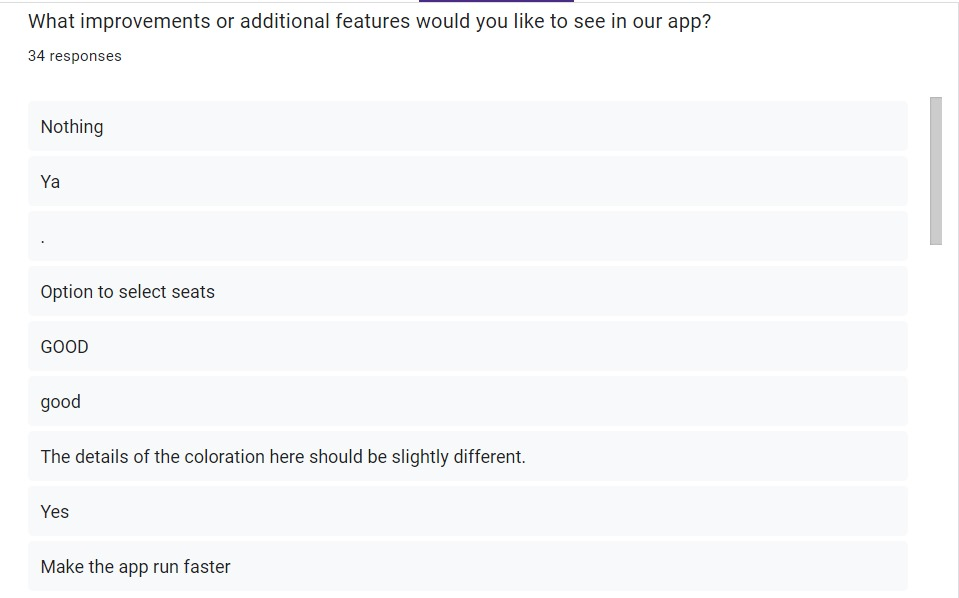 What improvements or additional features would you like to see in our app?
34 responses
Nothing
Ya
.
Option to select seats
GOOD
good
The details of the coloration here should be slightly different.
Yes
Make the app run faster